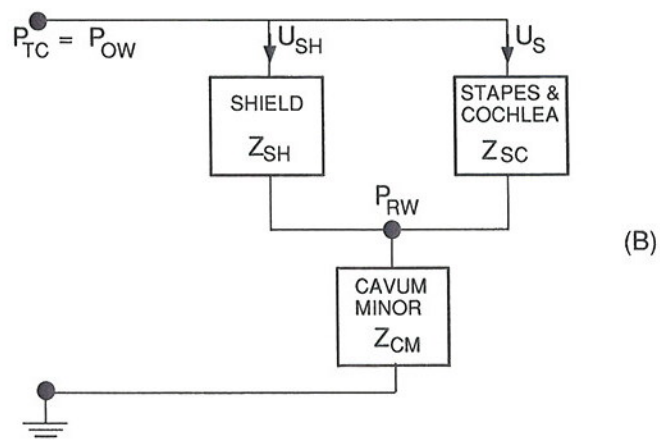 P_TC = P_OW
U_SH
U_S
SHIELD
Z_SH
STAPES &
COCHLEA
Z_SC
P_RW
(B)
CAVUM
MINOR
Z_CM